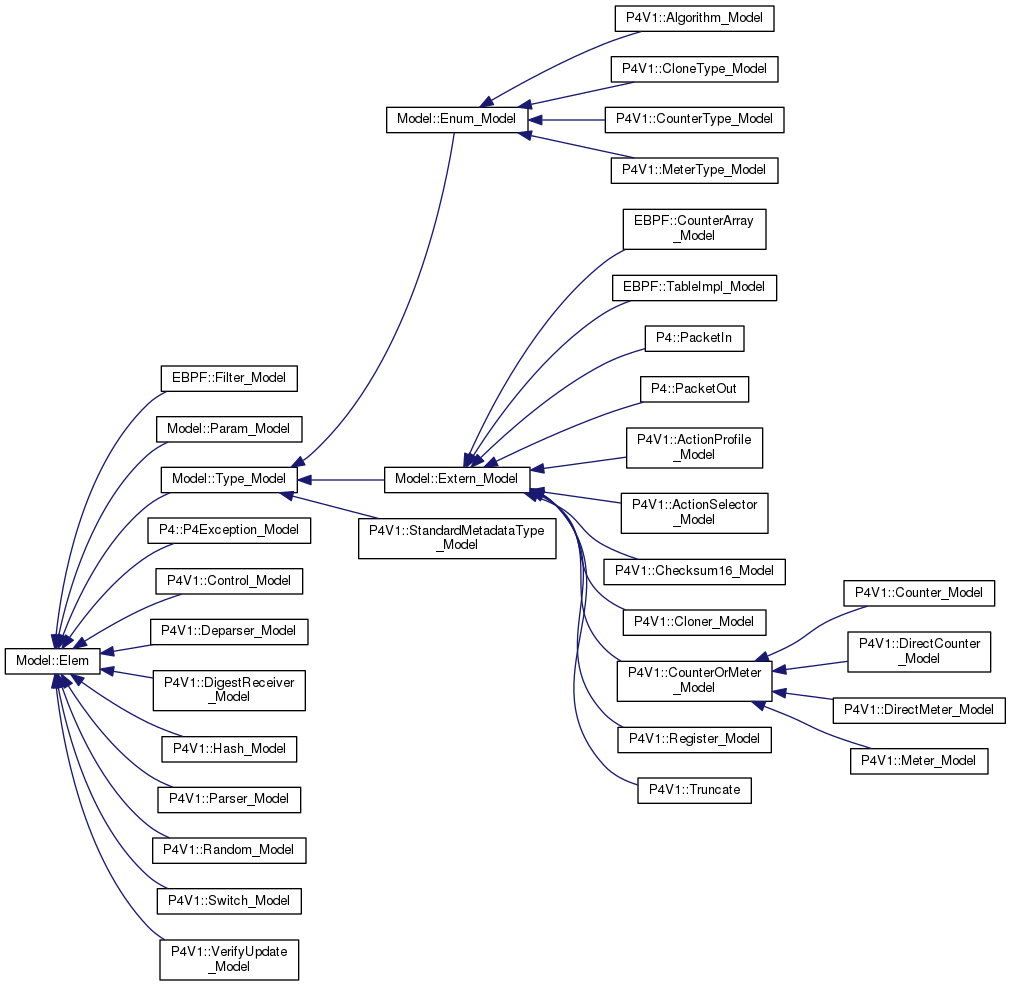 P4V1::Algorithm_Model
P4V1::CloneType_Model
Model::Enum_Model
P4V1::CounterType_Model
P4V1::MeterType_Model
EBPF::CounterArray
_Model
EBPF::TableImpl_Model
P4::PacketIn
EBPF::Filter_Model
P4::PacketOut
Model::Param_Model
P4V1::ActionProfile
_Model
Model::Type_Model
Model::Extern_Model
P4V1::ActionSelector
_Model
P4::P4Exception_Model
P4V1::StandardMetadataType
_Model
P4V1::Control_Model
P4V1::Checksum16_Model
P4V1::Counter_Model
P4V1::Deparser_Model
P4V1::Cloner_Model
Model::Elem
P4V1::DirectCounter
_Model
P4V1::DigestReceiver
_Model
P4V1::CounterOrMeter
_Model
P4V1::DirectMeter_Model
P4V1::Hash_Model
P4V1::Register_Model
P4V1::Meter_Model
P4V1::Parser_Model
P4V1::Truncate
P4V1::Random_Model
P4V1::Switch_Model
P4V1::VerifyUpdate
_Model